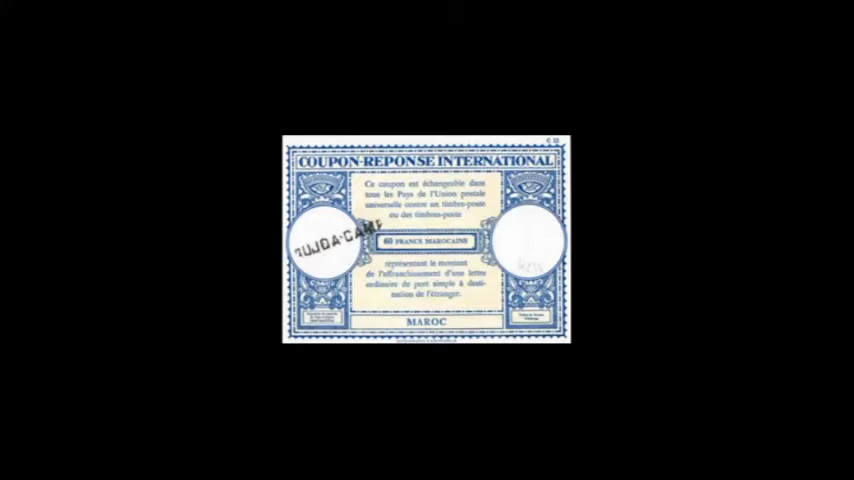 C 22
COUPON-REPONSE INTERNATIONAL
Ce coupon est échangeable dans
tous les Pays de l'Union postale
universelle contre un timbre-poste
ou des timbres-poste
60 FRANCS MAROCAINS
représentant le montant
de l'affranchissement d'une lettre
ordinaire de port simple à desti-
nation de l'étranger.
MAROC
OUJDA-CAMP